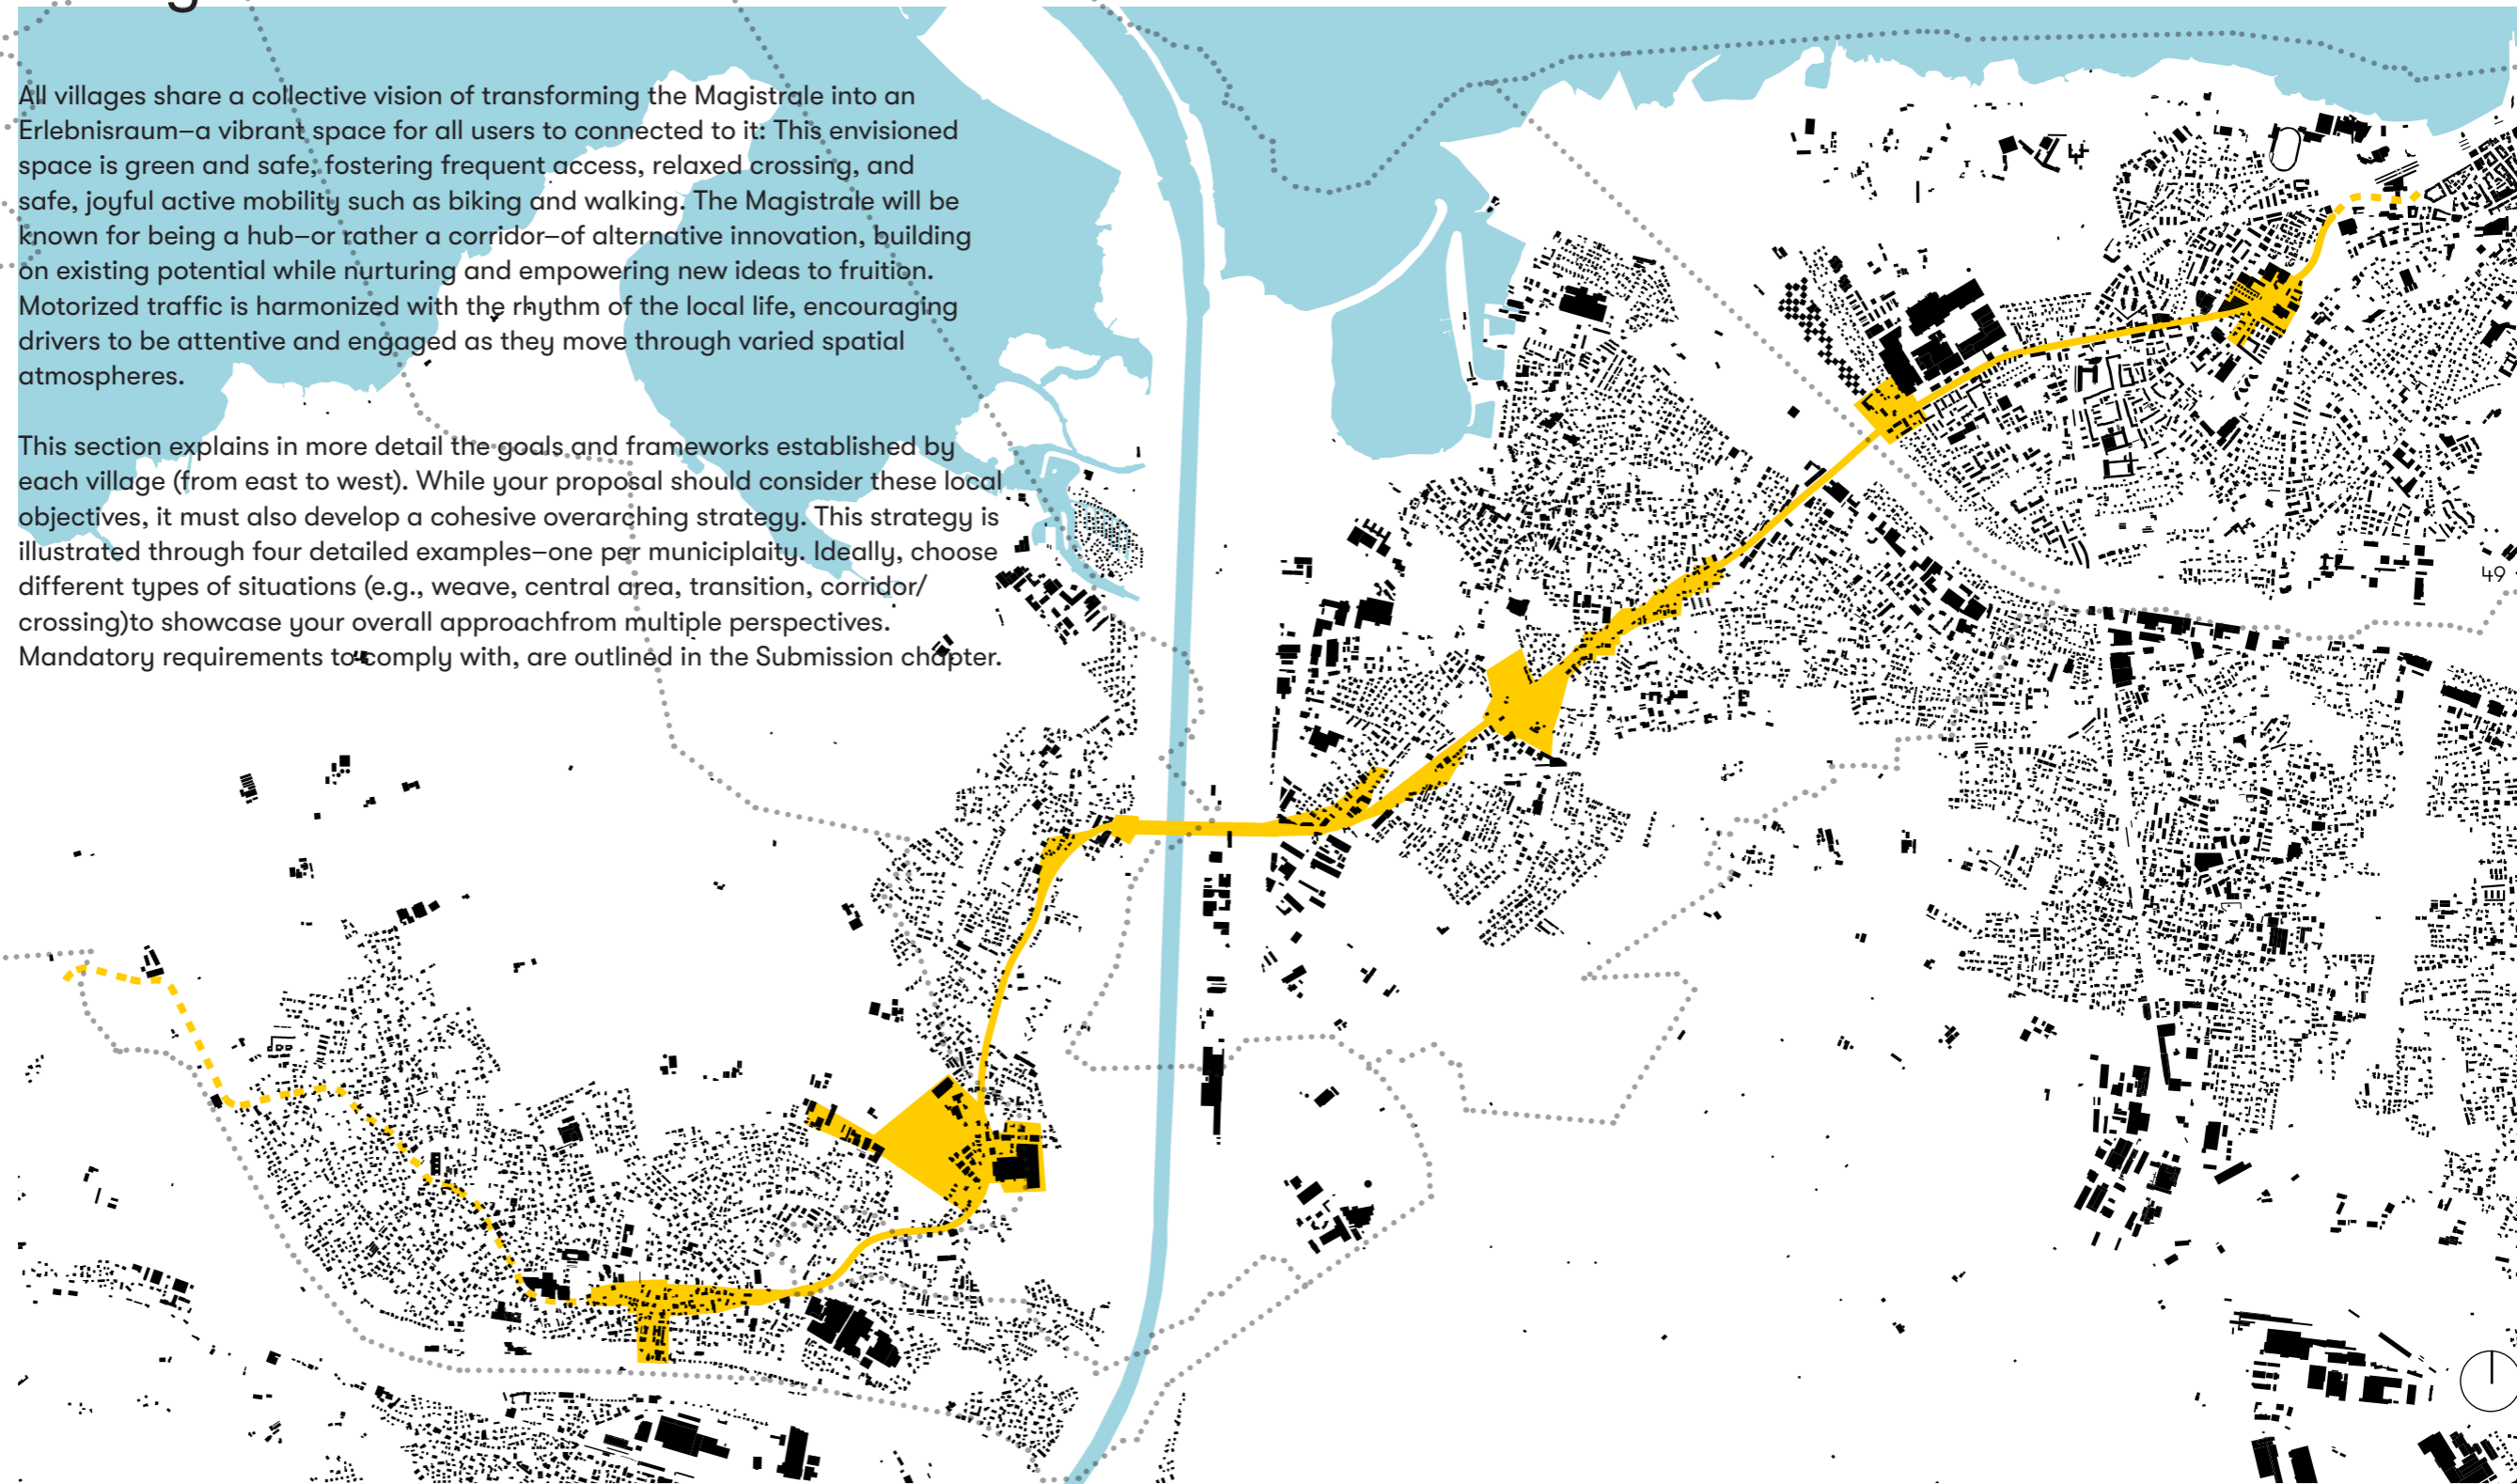 All villages share a collective vision of transforming the Magistrale into an
Erlebnisraum–a vibrant space for all users to connected to it: This envisioned
space is green and safe, fostering frequent access, relaxed crossing, and
safe, joyful active mobility such as biking and walking. The Magistrale will be
known for being a hub–or rather a corridor–of alternative innovation, building
on existing potential while nurturing and empowering new ideas to fruition.
Motorized traffic is harmonized with the rhythm of the local life, encouraging
drivers to be attentive and engaged as they move through varied spatial
atmospheres.
This section explains in more detail the goals and frameworks established by
each village (from east to west). While your proposal should consider these local
objectives, it must also develop a cohesive overarching strategy. This strategy is
illustrated through four detailed examples–one per municiplaity. Ideally, choose
different types of situations (e.g., weave, central area, transition, corridor/
crossing)to showcase your overall approachfrom multiple perspectives.
Mandatory requirements to comply with, are outlined in the Submission chapter.
49